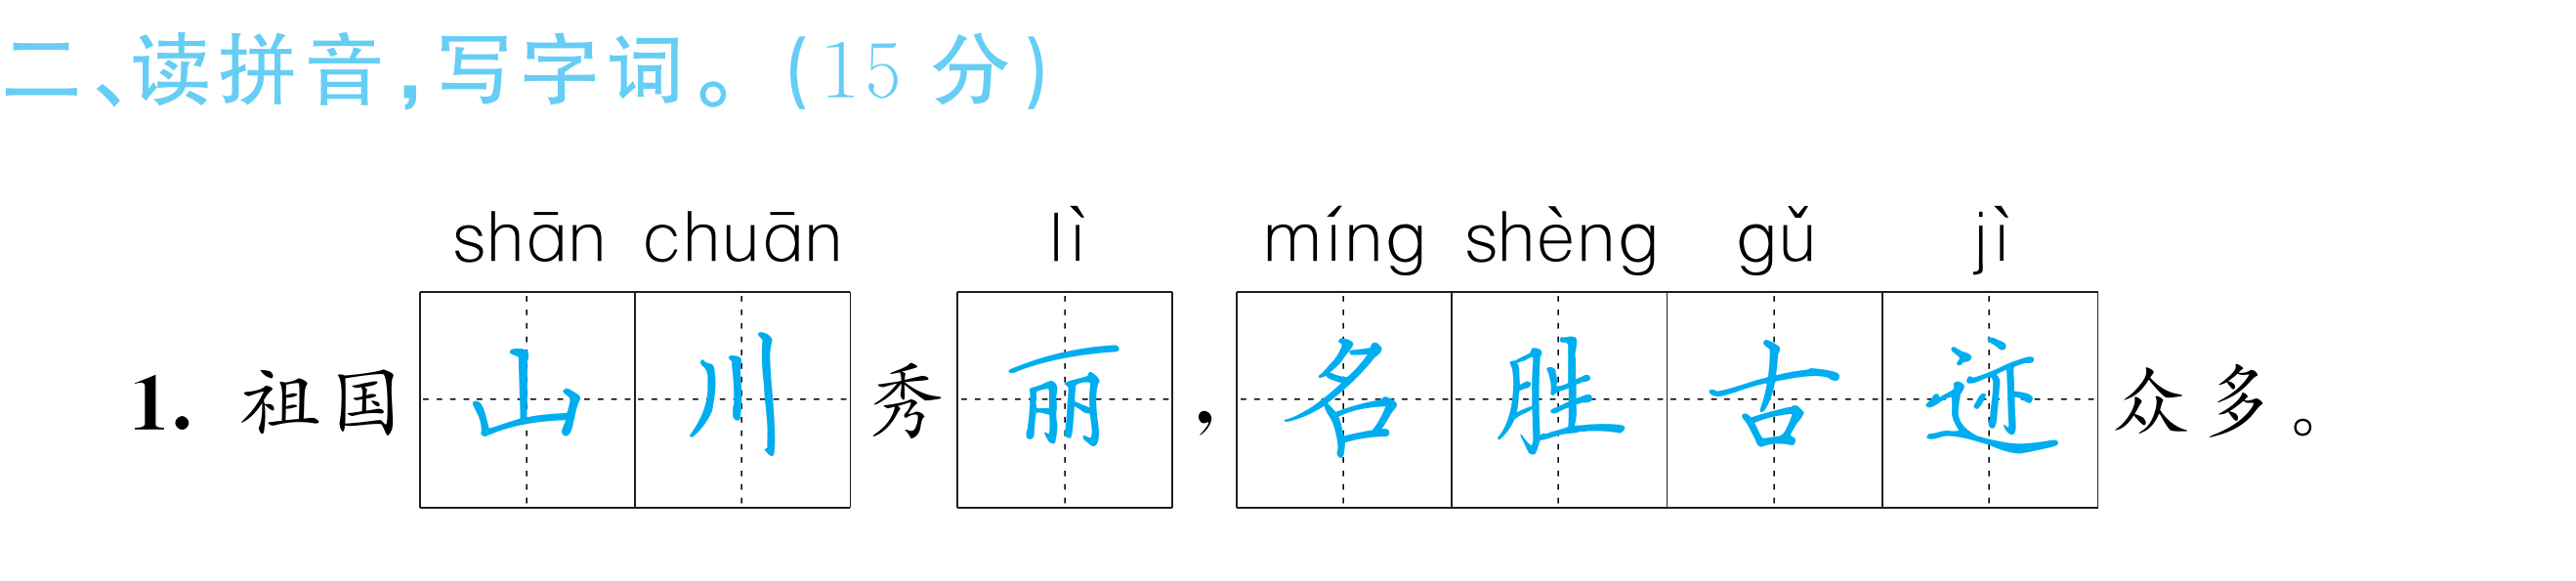 二、读拼音,写字词。(15 分)
shān chuān lì míng shèng gǔ jì
1. 祖国山川秀丽,名胜古迹众多。